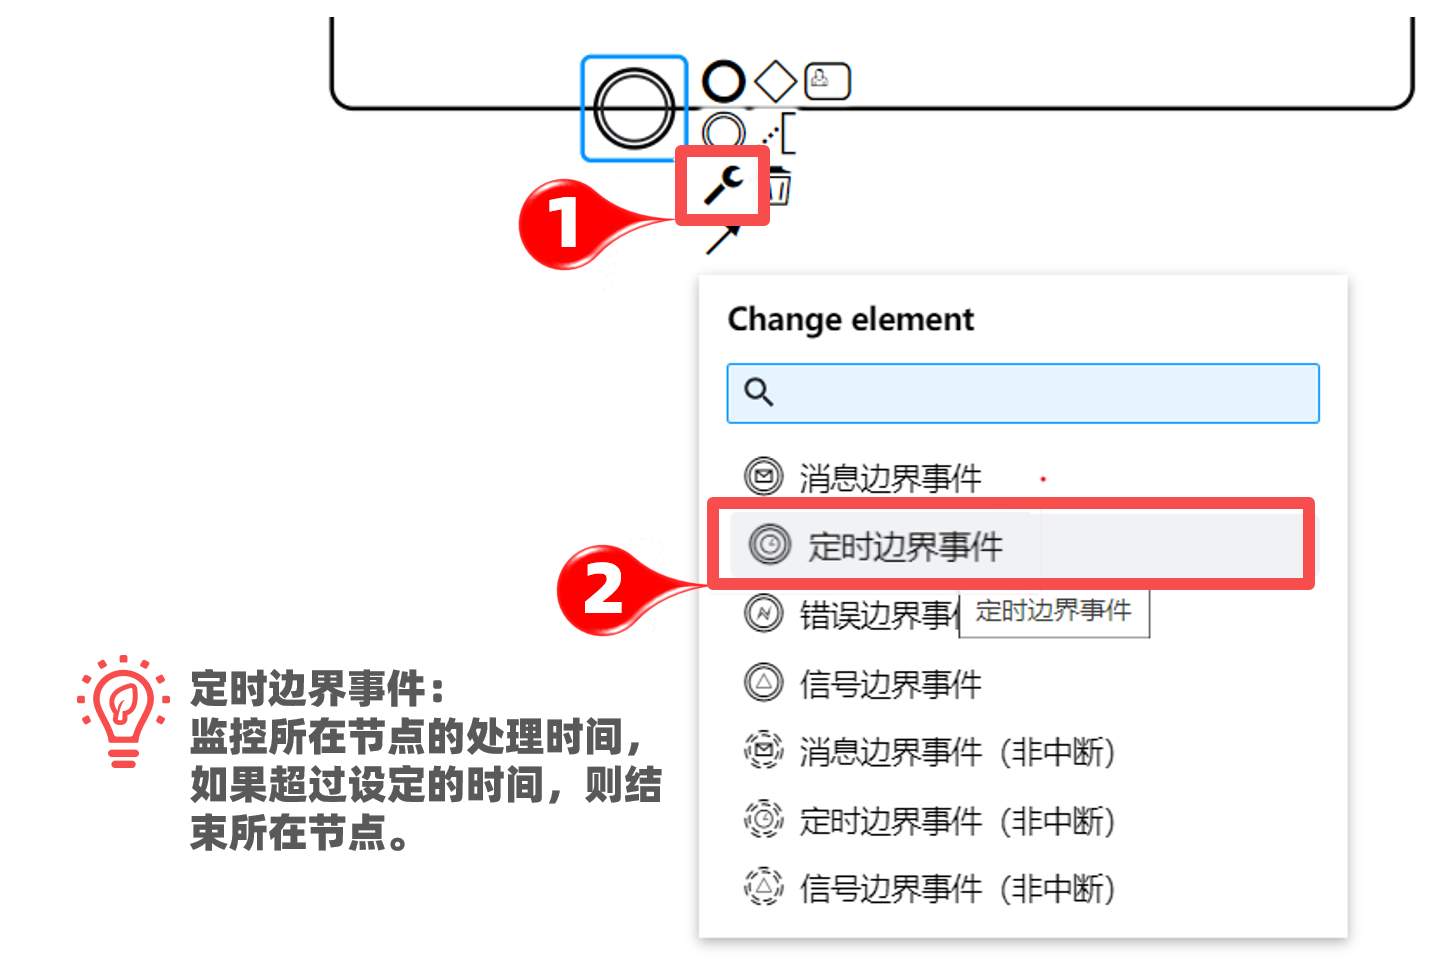 1
Change element
消息边界事件
定时边界事件
2
错误边界事
定时边界事件
信号边界事件
消息边界事件（非中断）
定时边界事件（非中断）
信号边界事件（非中断）
定时边界事件：
监控所在节点的处理时间，
如果超过设定的时间，则结
束所在节点。